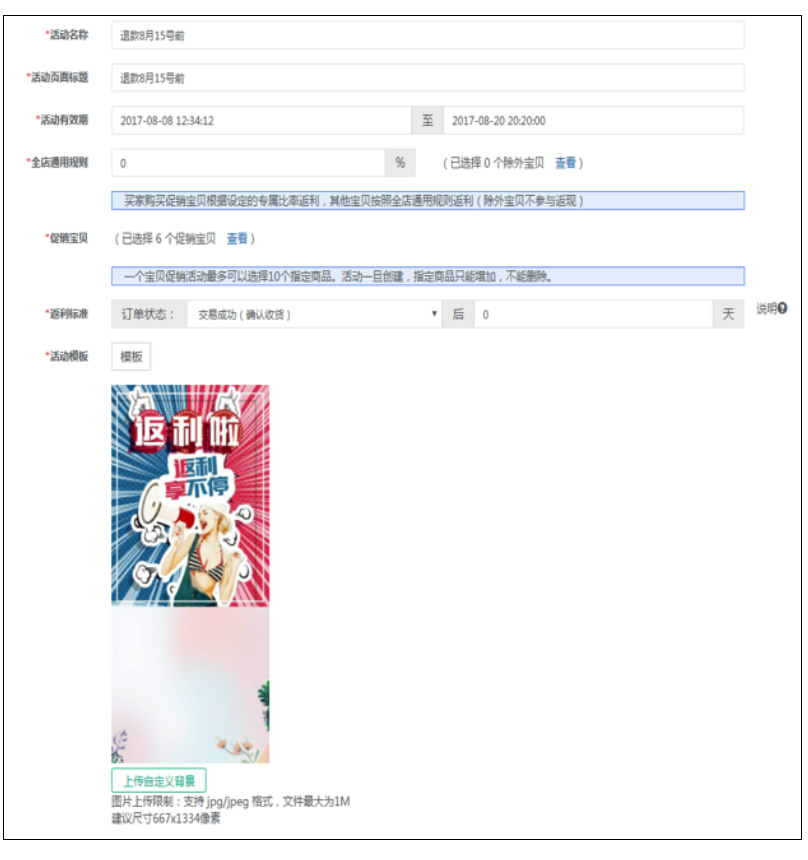 *活动名称 退款8月15号前
*活动页面标题 退款8月15号前
*活动有效期 2017-08-08 12:34:12 至 2017-08-20 20:20:00
*全店通用规则 0 % (已选择 0 个除外宝贝 查看)
买家购买促销宝贝根据设定的专属比率返利,其他宝贝按照全店通用规则返利(除外宝贝不参与返现)
*促销宝贝 (已选择 6 个促销宝贝 查看)
一个宝贝促销活动最多可以选择10个指定商品。活动一旦创建,指定商品只能增加,不能删除。
*返利标准 订单状态: 交易成功(确认收货) 后 0 天 说明
*活动模板 模板
返利啦
返利
享不停
上传自定义背景
图片上传限制:支持 jpg/jpeg 格式,文件最大为1M
建议尺寸667x1334像素